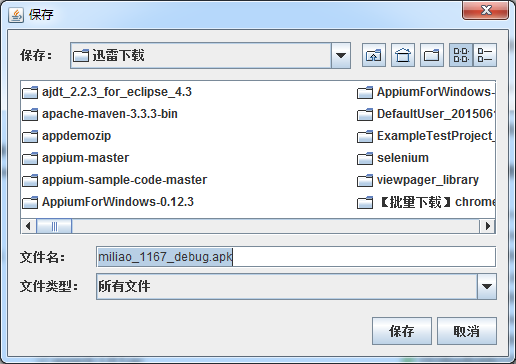 保存
保存： 迅雷下载
ajdt_2.2.3_for_eclipse_4.3
apache-maven-3.3.3-bin
appdemozip
appium-master
appium-sample-code-master
AppiumForWindows-0.12.3
AppiumForWindows-
DefaultUser_201506
ExampleTestProject_
selenium
viewpager_library
【批量下载】chrome
文件名： miliao_1167_debug.apk
文件类型： 所有文件
保存 取消